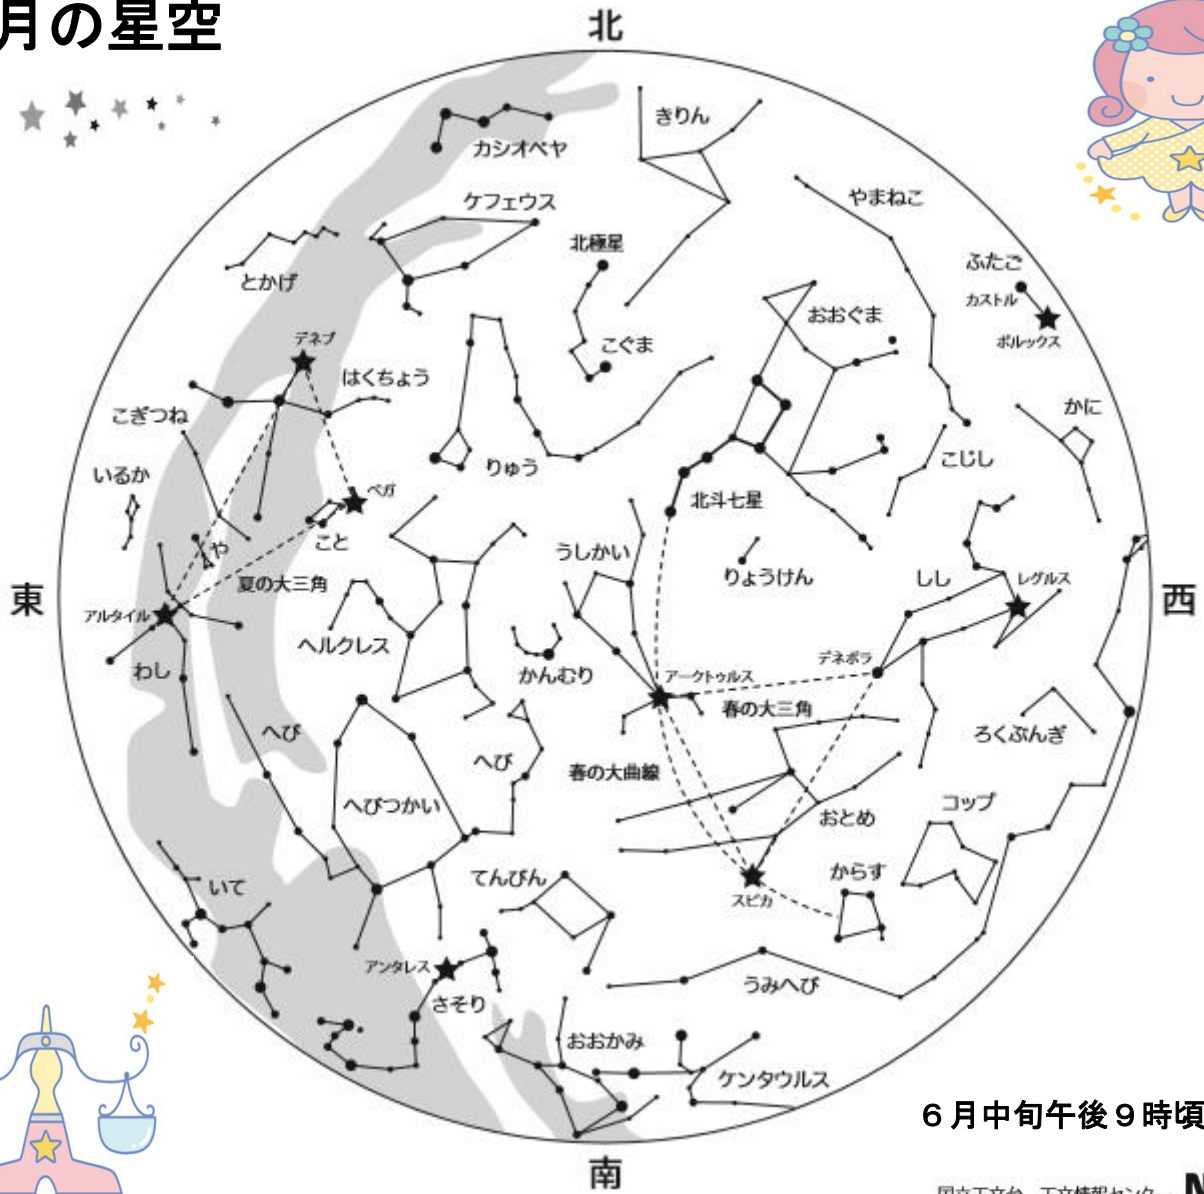 月の星空
北
きりん
カシオペヤ
やまねこ
ケフェウス
北極星
ふたご
とかげ
カストル
おおぐま
デネブ
ポルックス
こぐま
はくちょう
こぎつね
かに
りゅう
こじし
いるか
ベガ
北斗七星
こと
や
うしかい
りょうけん
しし
レグルス
夏の大三角
東
西
アルタイル
ヘルクレス
デネボラ
わし
かんむり
アークトゥルス
春の大三角
へび
ろくぶんぎ
へび
春の大曲線
へびつかい
コップ
おとめ
てんびん
からす
いて
スピカ
アンタレス
うみへび
さそり
おおかみ
ケンタウルス
6月中旬午後9時頃
南